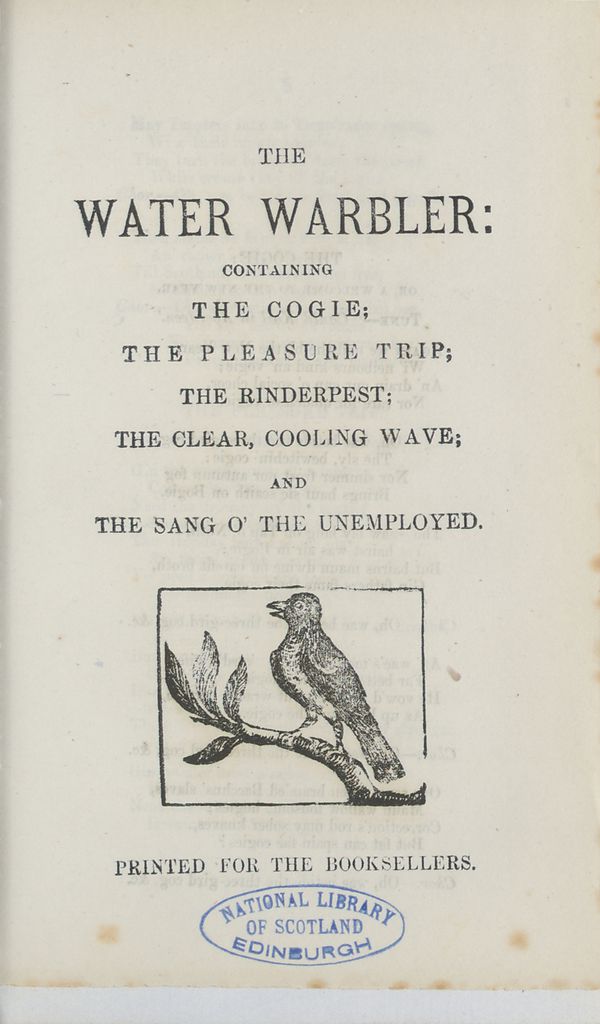 THE
WATER WARBLER:
CONTAINING
THE COGIE;
THE PLEASURE TRIP;
THE RINDERPEST;
THE CLEAR, COOLING WAVE;
AND
THE SANG O' THE UNEMPLOYED.
PRINTED FOR THE BOOKSELLERS.
NATIONAL LIBRARY
OF SCOTLAND
EDINBURGH